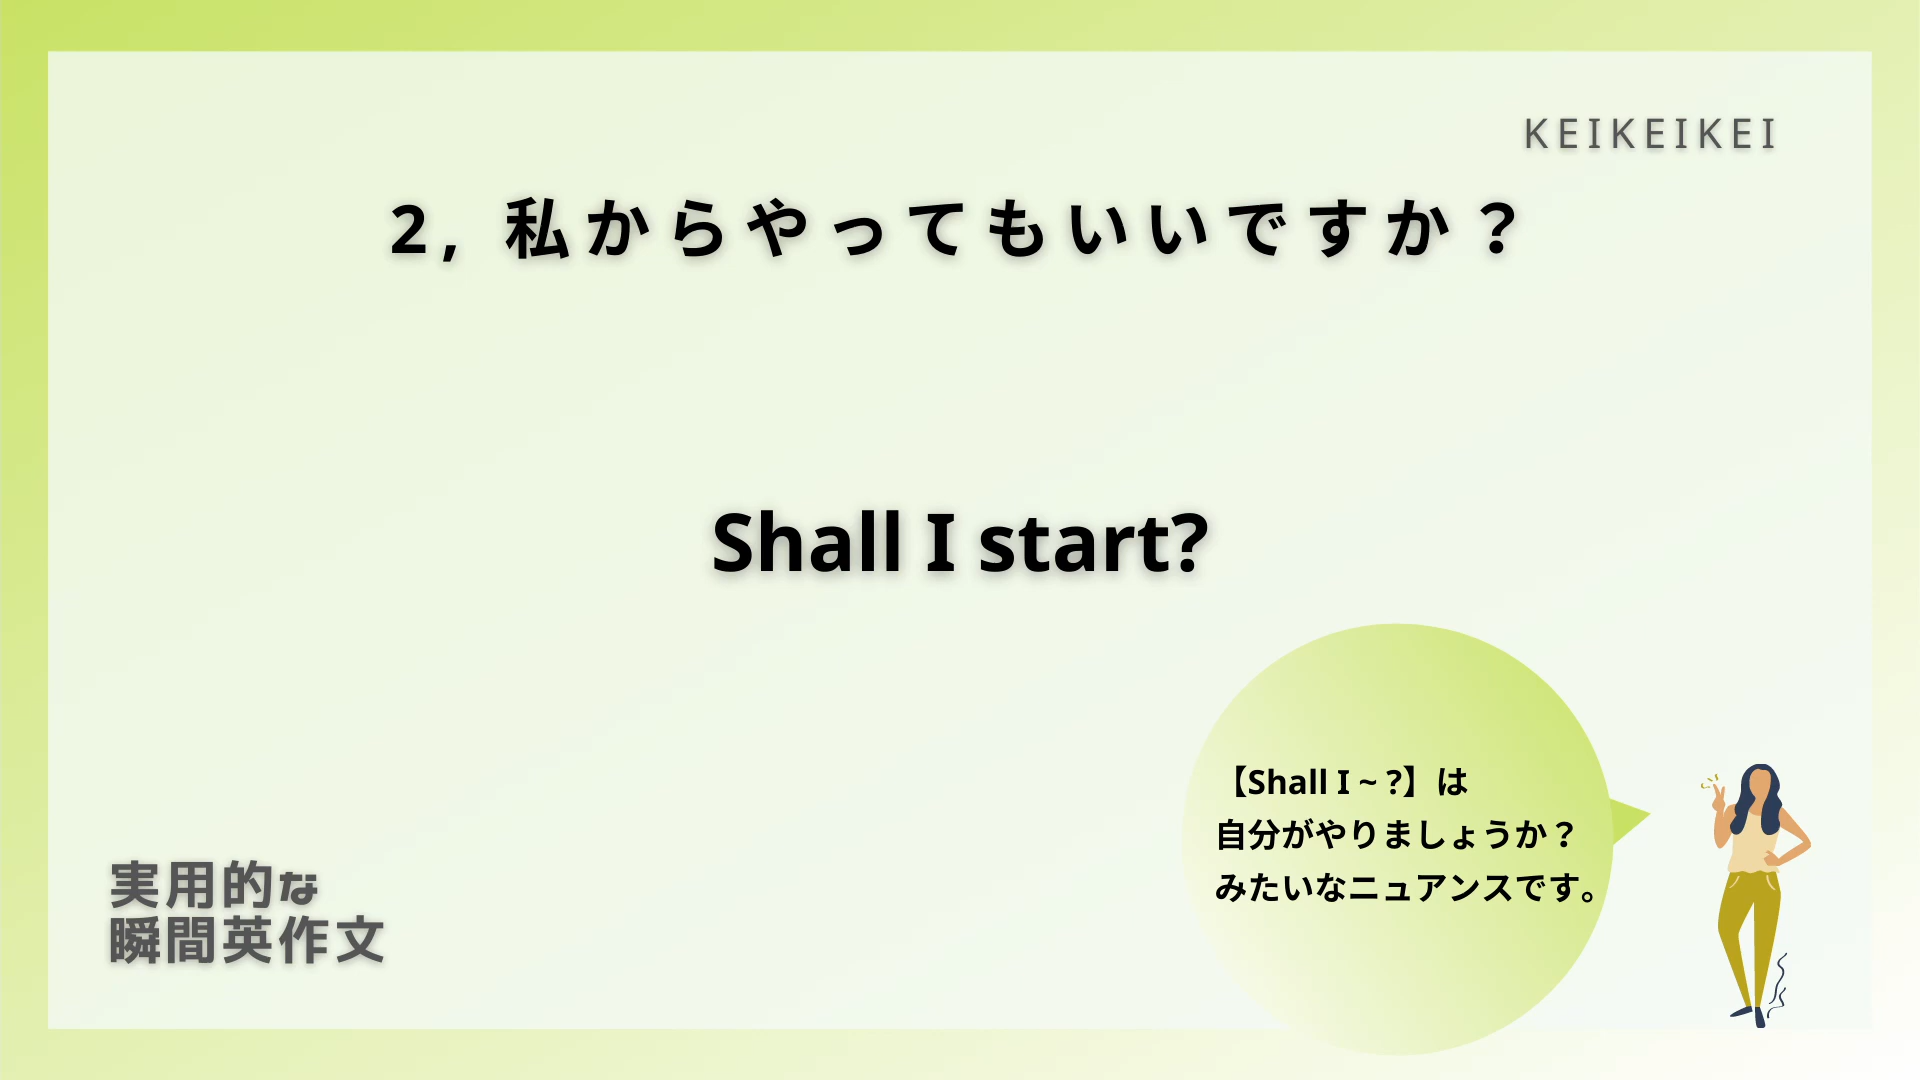 KEIKEIKEI
2, 私からやってもいいですか？
Shall I start?
【Shall I ~ ?】は
自分がやりましょうか？
みたいなニュアンスです。
実用的な
瞬間英作文